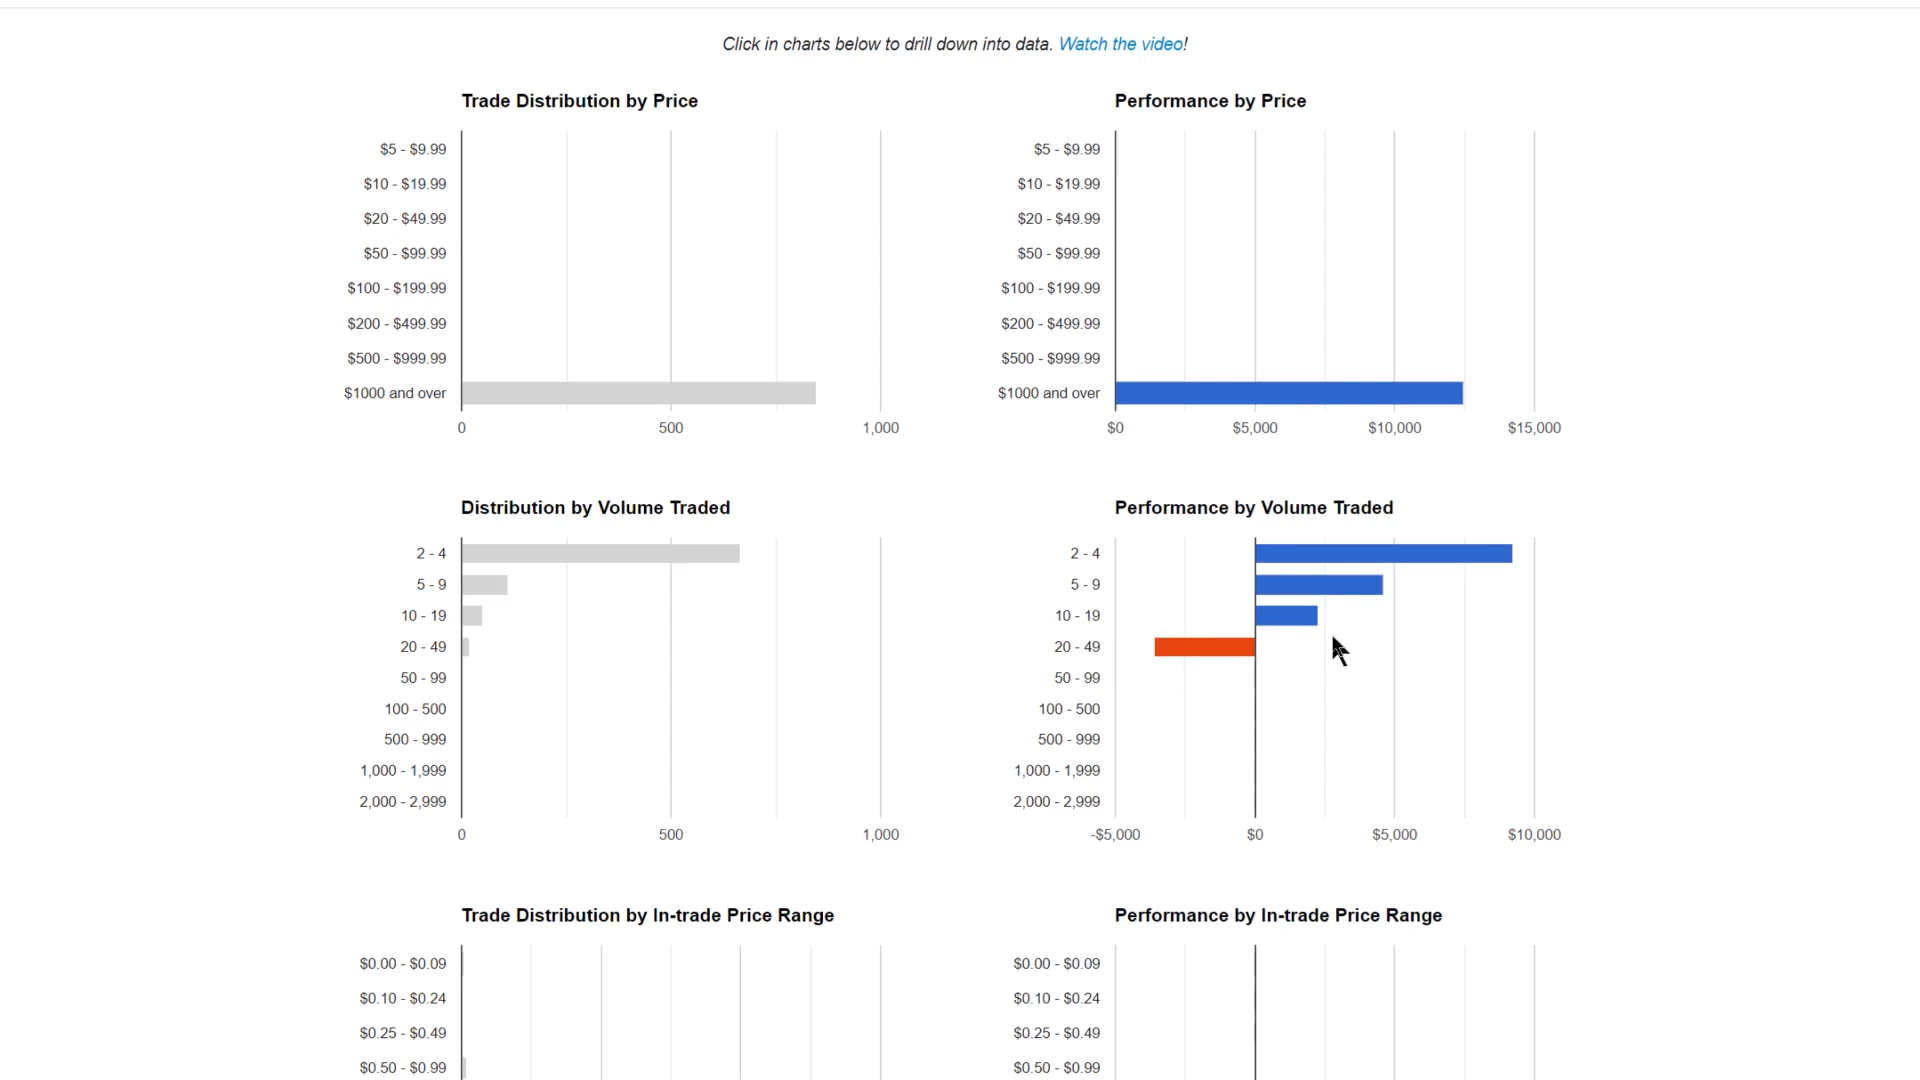 Click in charts below to drill down into data. Watch the video!
Trade Distribution by Price
$5 - $9.99
$10 - $19.99
$20 - $49.99
$50 - $99.99
$100 - $199.99
$200 - $499.99
$500 - $999.99
$1000 and over
0 500 1,000
Performance by Price
$5 - $9.99
$10 - $19.99
$20 - $49.99
$50 - $99.99
$100 - $199.99
$200 - $499.99
$500 - $999.99
$1000 and over
$0 $5,000 $10,000 $15,000
Distribution by Volume Traded
2 - 4
5 - 9
10 - 19
20 - 49
50 - 99
100 - 500
500 - 999
1,000 - 1,999
2,000 - 2,999
0 500 1,000
Performance by Volume Traded
2 - 4
5 - 9
10 - 19
20 - 49
50 - 99
100 - 500
500 - 999
1,000 - 1,999
2,000 - 2,999
-$5,000 $0 $5,000 $10,000
Trade Distribution by In-trade Price Range
$0.00 - $0.09
$0.10 - $0.24
$0.25 - $0.49
$0.50 - $0.99
Performance by In-trade Price Range
$0.00 - $0.09
$0.10 - $0.24
$0.25 - $0.49
$0.50 - $0.99